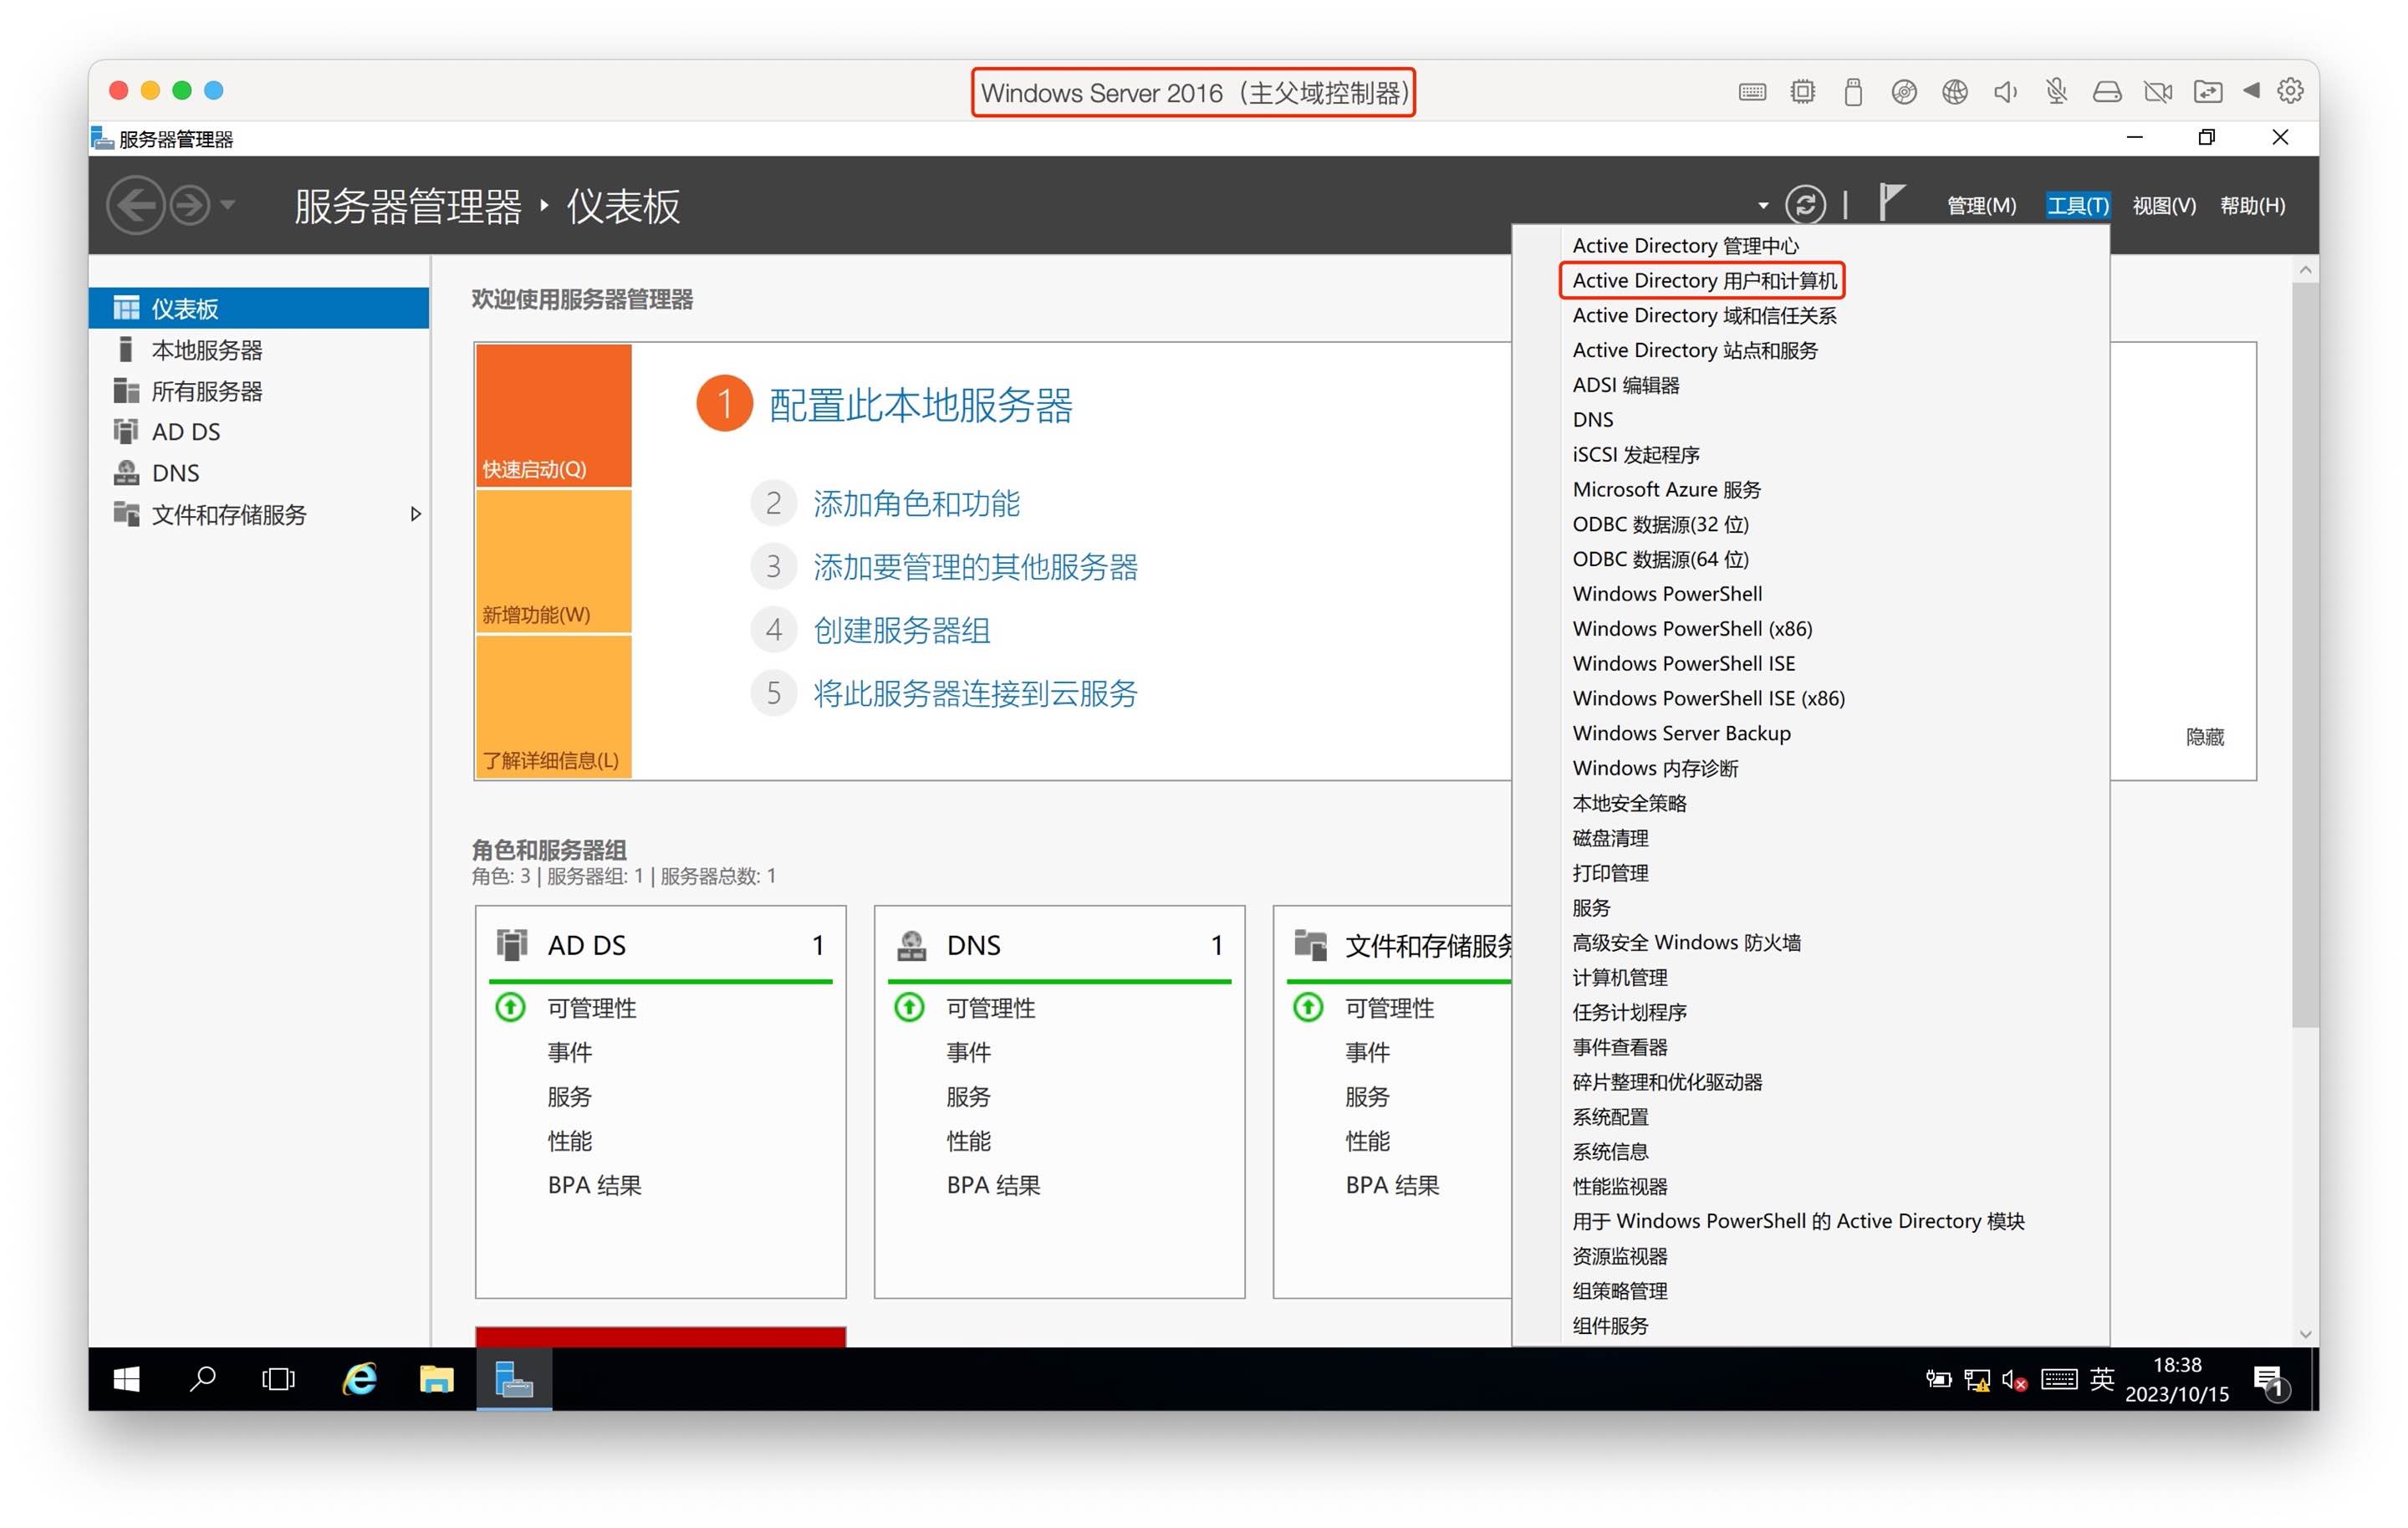 Windows Server 2016（主父域控制器）
服务器管理器
服务器管理器 ‣ 仪表板
管理(M) 工具(T) 视图(V) 帮助(H)
仪表板
本地服务器
所有服务器
AD DS
DNS
文件和存储服务
欢迎使用服务器管理器
快速启动(Q)
新增功能(W)
了解详细信息(L)
1 配置此本地服务器
2 添加角色和功能
3 添加要管理的其他服务器
4 创建服务器组
5 将此服务器连接到云服务
隐藏
角色和服务器组
角色: 3 | 服务器组: 1 | 服务器总数: 1
AD DS 1
可管理性
事件
服务
性能
BPA 结果
DNS 1
可管理性
事件
服务
性能
BPA 结果
文件和存储服务
可管理性
事件
服务
性能
BPA 结果
Active Directory 管理中心
Active Directory 用户和计算机
Active Directory 域和信任关系
Active Directory 站点和服务
ADSI 编辑器
DNS
iSCSI 发起程序
Microsoft Azure 服务
ODBC 数据源(32 位)
ODBC 数据源(64 位)
Windows PowerShell
Windows PowerShell (x86)
Windows PowerShell ISE
Windows PowerShell ISE (x86)
Windows Server Backup
Windows 内存诊断
本地安全策略
磁盘清理
打印管理
服务
高级安全 Windows 防火墙
计算机管理
任务计划程序
事件查看器
碎片整理和优化驱动器
系统配置
系统信息
性能监视器
用于 Windows PowerShell 的 Active Directory 模块
资源监视器
组策略管理
组件服务
英
18:38
2023/10/15
1